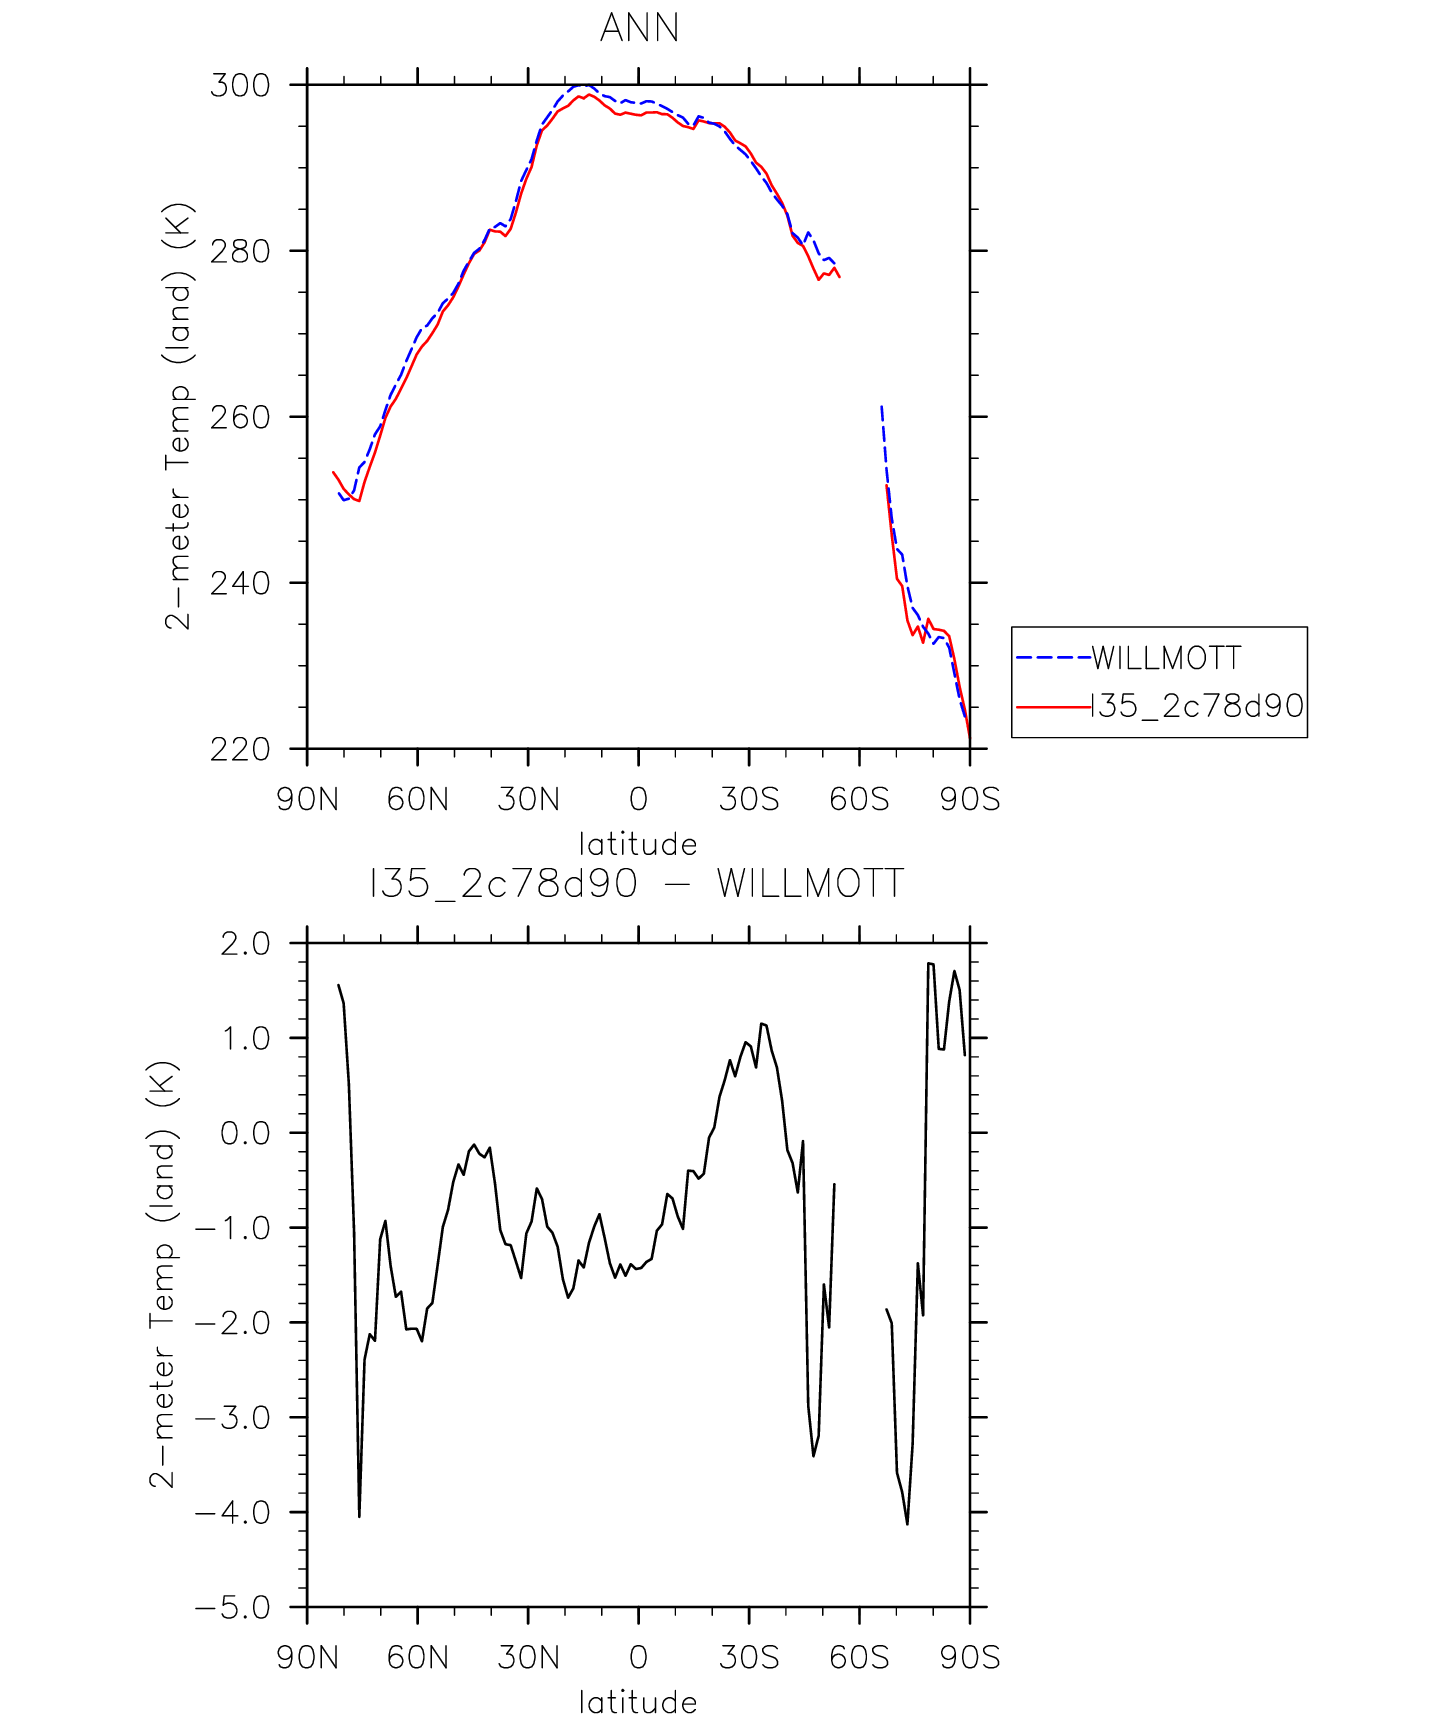 ANN
300
280
260
240
220
2-meter Temp (land) (K)
90N 60N 30N 0 30S 60S 90S
latitude
WILLMOTT
I35_2c78d90
I35_2c78d90 - WILLMOTT
2.0
1.0
0.0
-1.0
-2.0
-3.0
-4.0
-5.0
2-meter Temp (land) (K)
90N 60N 30N 0 30S 60S 90S
latitude